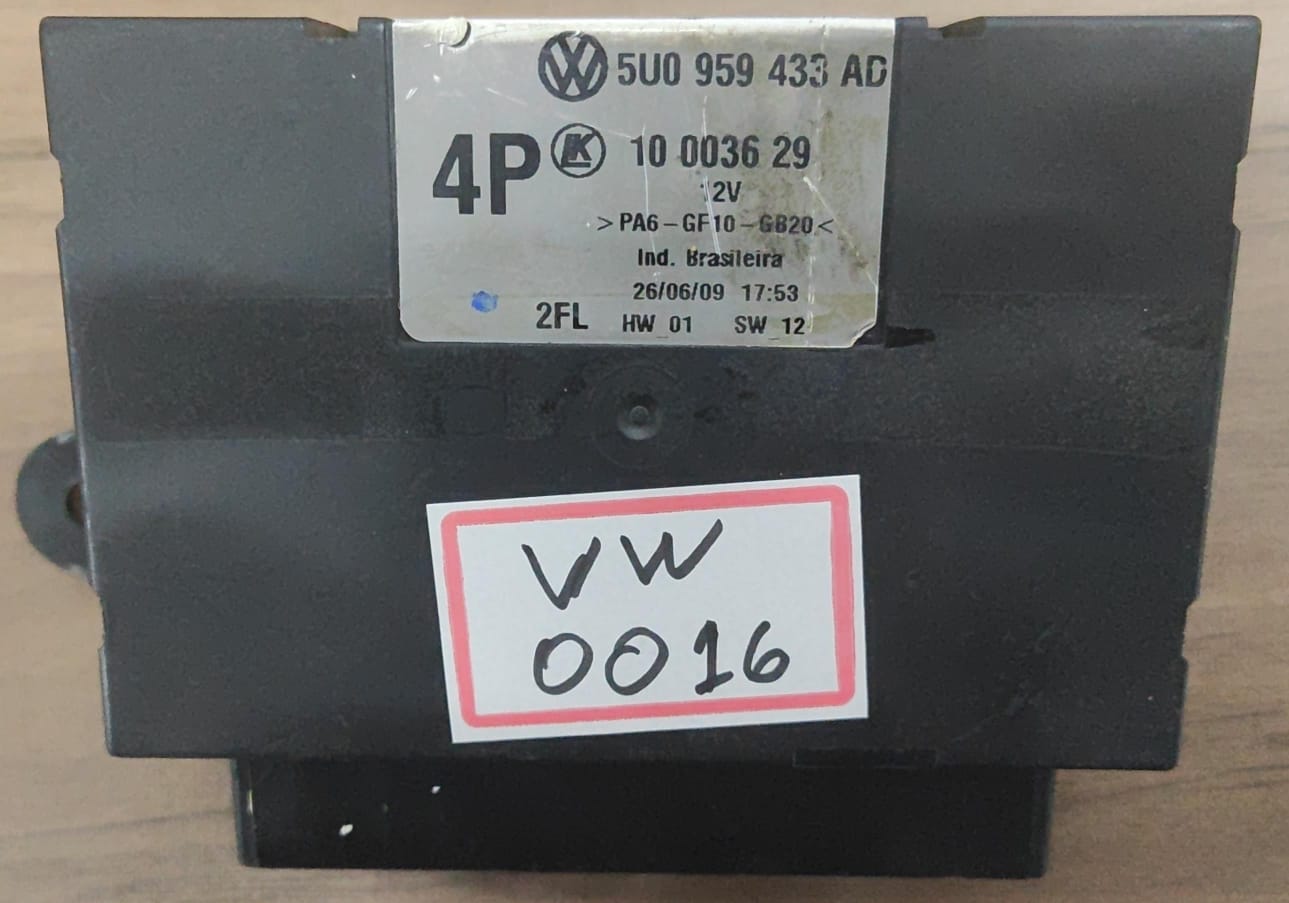 VW 5U0 959 433 AD
4P K 10 0036 29
12V
>PA6-GF10-GB20<
Ind. Brasileira
26/06/09 17:53
2FL HW_01 SW_12
VW
0016